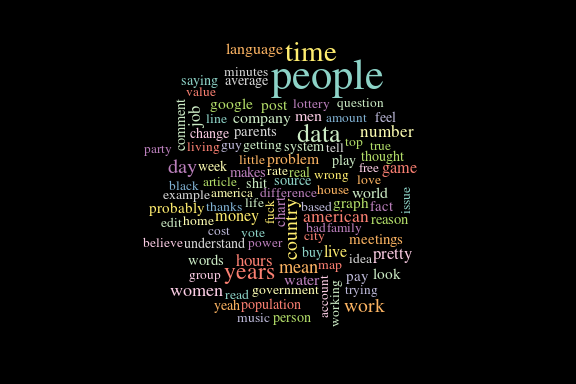 language time
minutes people
saying average
value
google post lottery question
comment job line company men amount feel
change parents data number
party living guy getting system tell top true
little problem play thought
day week makes rate real wrong free game
black article shit source house love
example america difference world
probably thanks life fuck chart based graph fact issue
edit home money country american reason
cost vote bad family
believe understand power city meetings
words hours buy live idea pretty
group years mean map pay look
water
women read government account working trying
yeah population work
music person